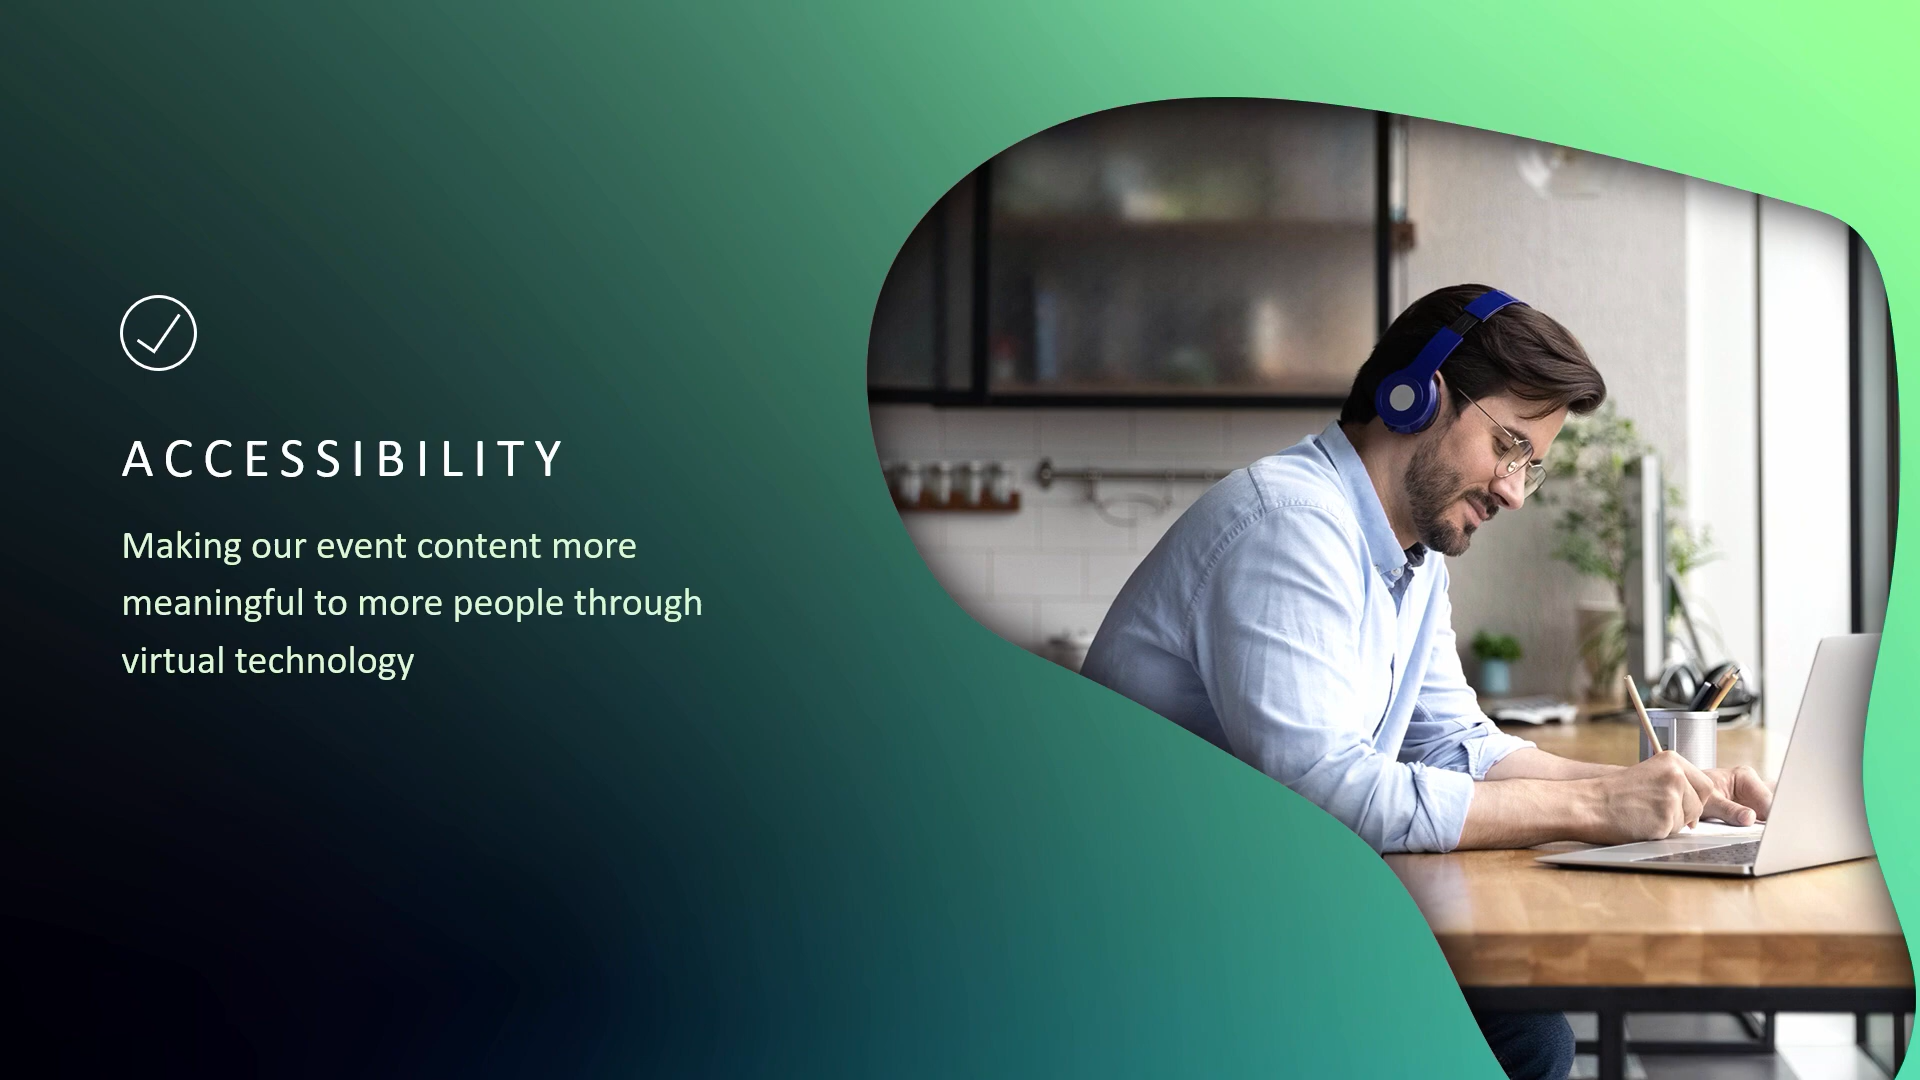 ACCESSIBILITY
Making our event content more
meaningful to more people through
virtual technology